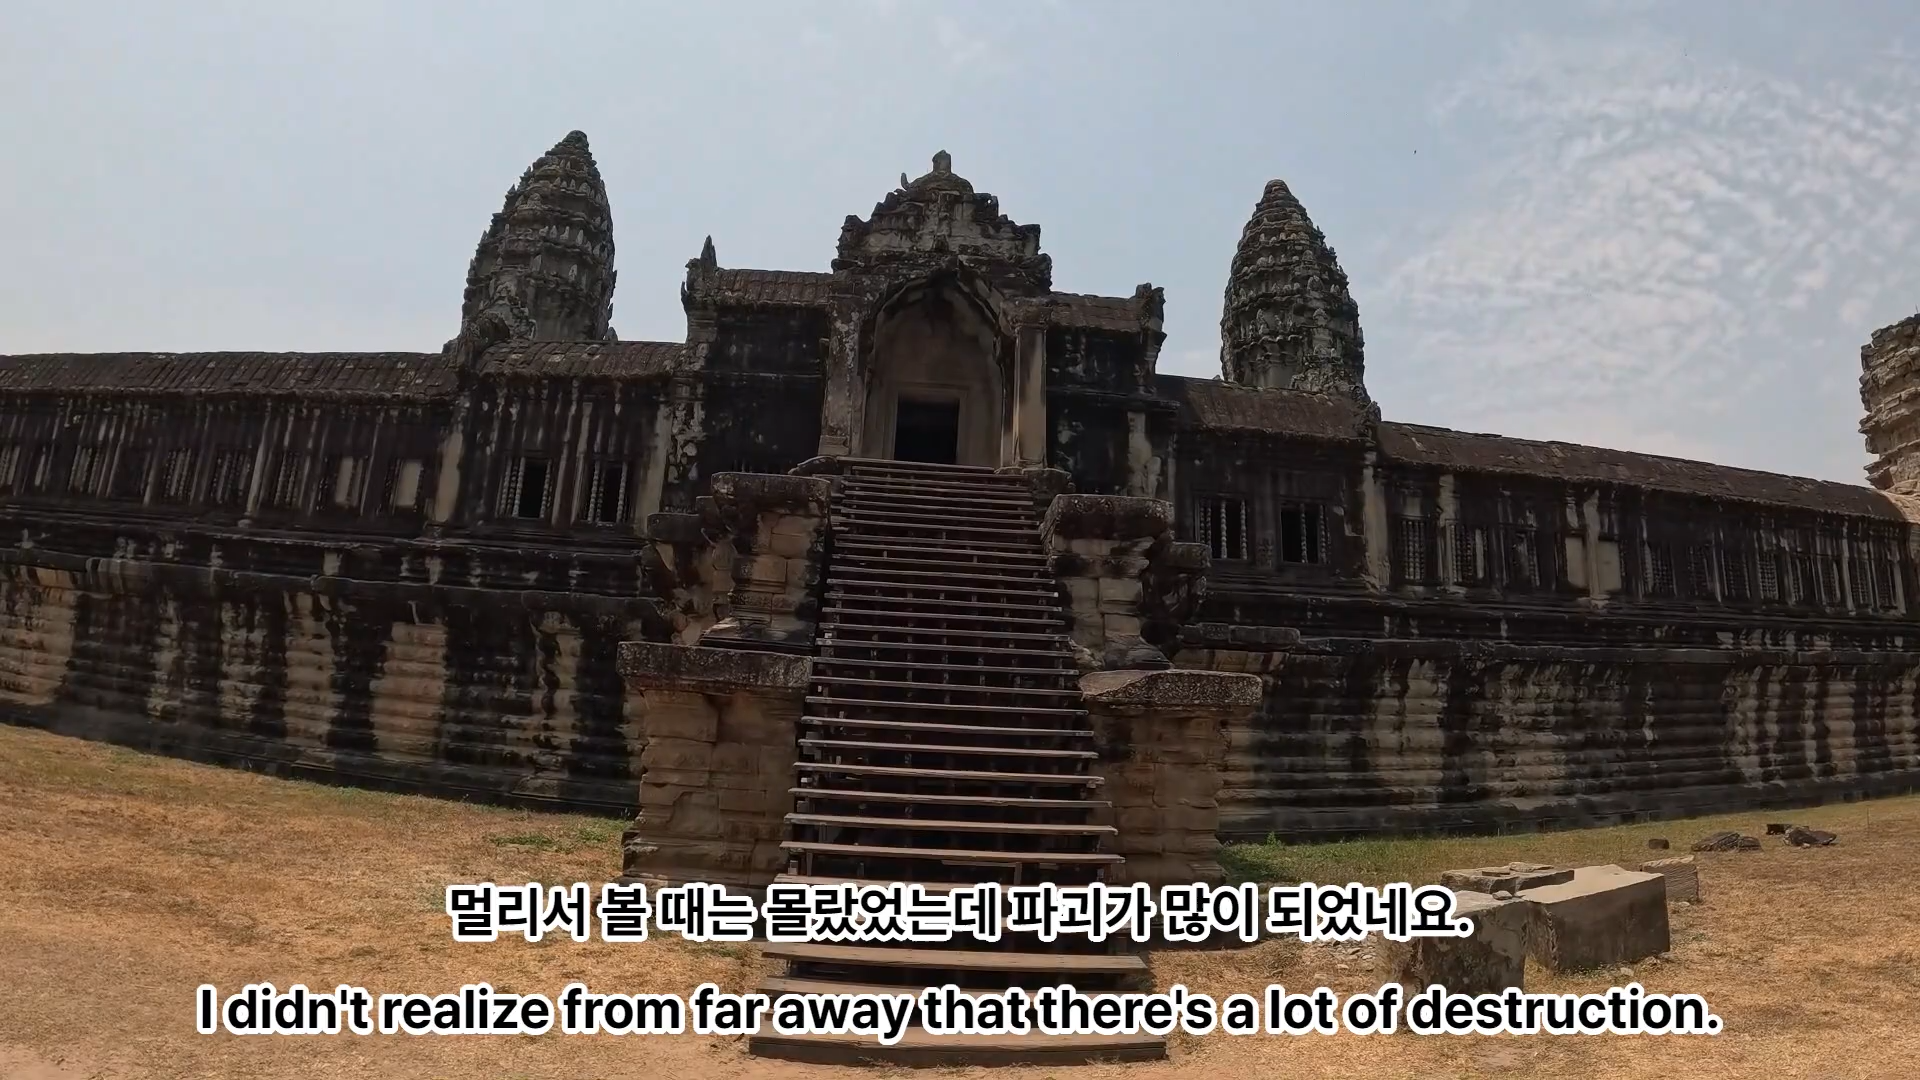 멀리서 볼 때는 몰랐었는데 파괴가 많이 되었네요.
I didn't realize from far away that there's a lot of destruction.